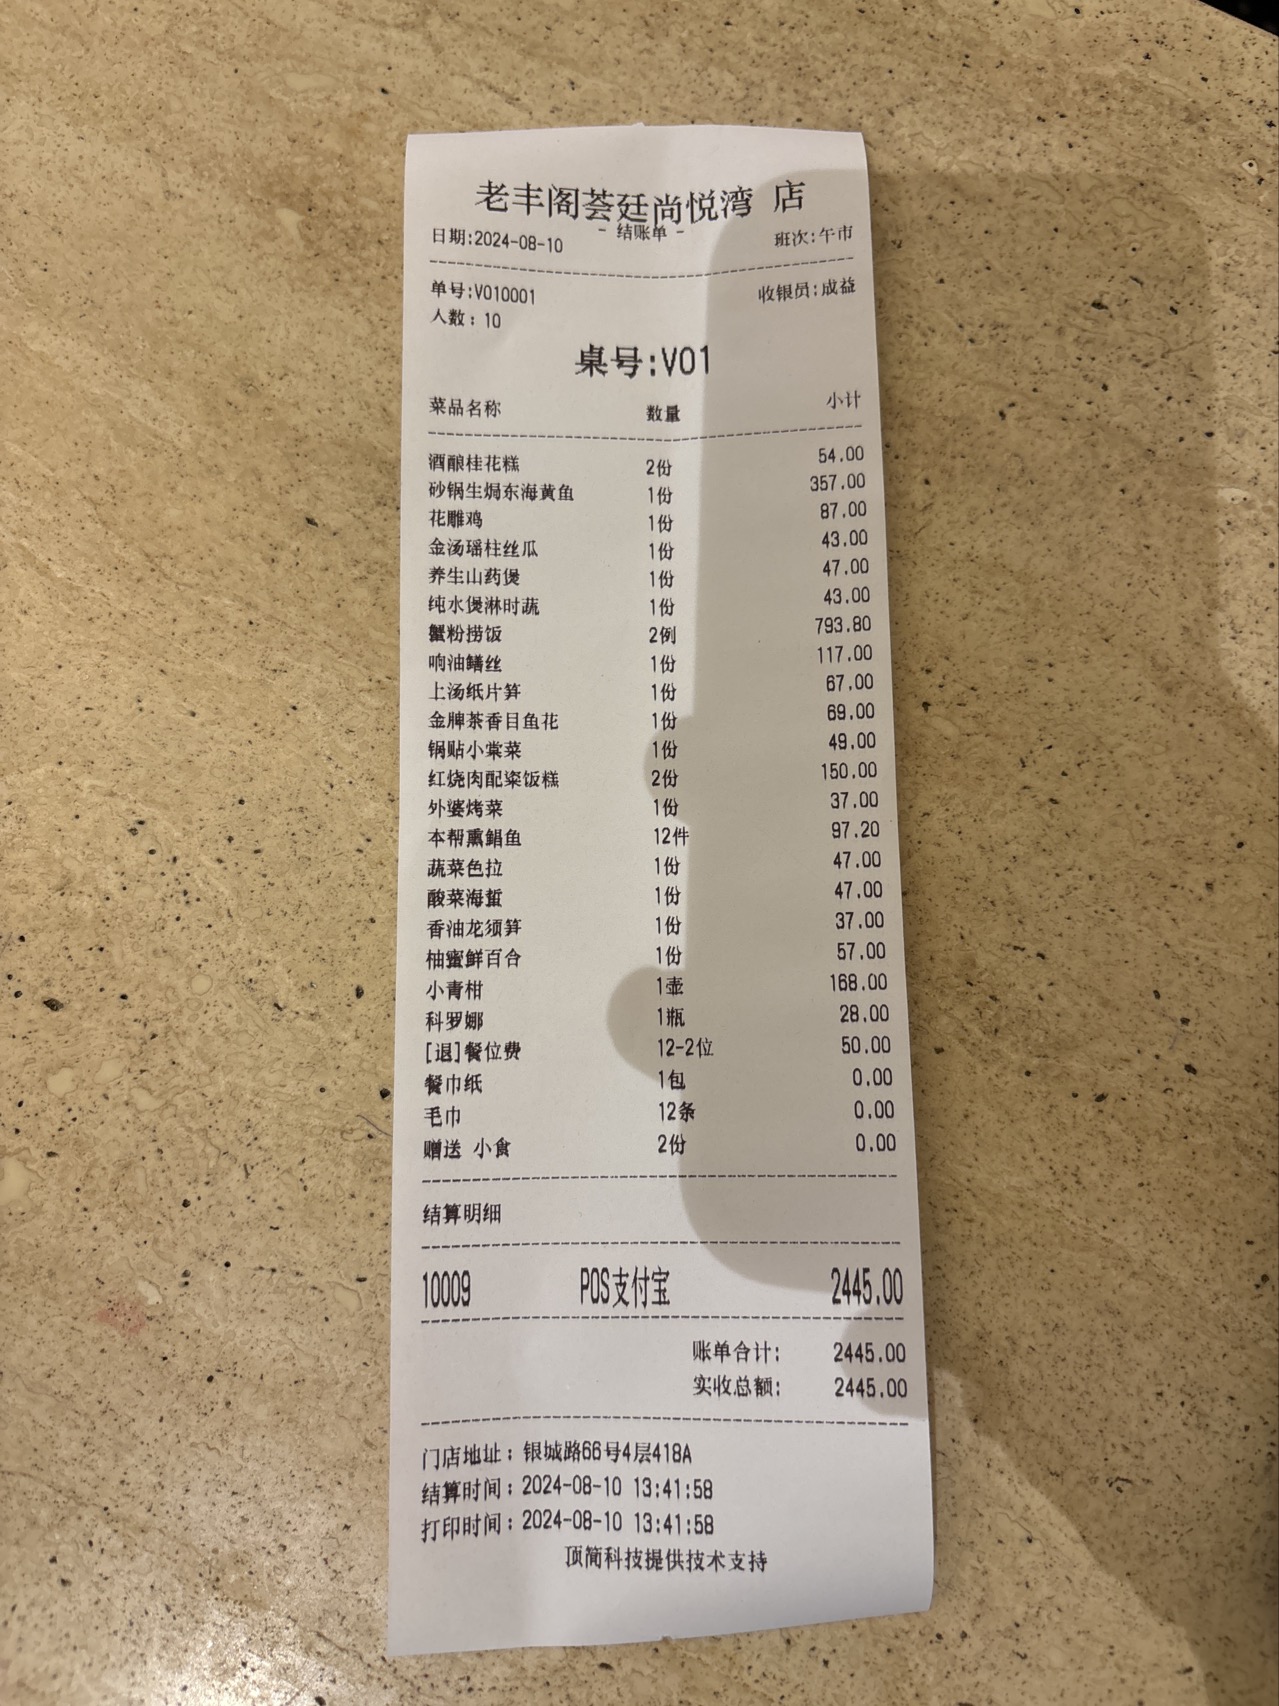 老丰阁荟廷尚悦湾 店
- 结账单 -
日期:2024-08-10 班次:午市
单号:V010001 收银员:成益
人数: 10
桌号:V01
菜品名称 数量 小计
酒酿桂花糕 2份 54.00
砂锅生焗东海黄鱼 1份 357.00
花雕鸡 1份 87.00
金汤瑶柱丝瓜 1份 43.00
养生山药煲 1份 47.00
纯水煲淋时蔬 1份 43.00
蟹粉捞饭 2例 793.80
响油鳝丝 1份 117.00
上汤纸片笋 1份 67.00
金牌茶香目鱼花 1份 69.00
锅贴小棠菜 1份 49.00
红烧肉配粢饭糕 2份 150.00
外婆烤菜 1份 37.00
本帮熏鲳鱼 12件 97.20
蔬菜色拉 1份 47.00
酸菜海蜇 1份 47.00
香油龙须笋 1份 37.00
柚蜜鲜百合 1份 57.00
小青柑 1壶 168.00
科罗娜 1瓶 28.00
[退]餐位费 12-2位 50.00
餐巾纸 1包 0.00
毛巾 12条 0.00
赠送 小食 2份 0.00
结算明细
10009 POS支付宝 2445.00
账单合计: 2445.00
实收总额: 2445.00
门店地址: 银城路66号4层418A
结算时间: 2024-08-10 13:41:58
打印时间: 2024-08-10 13:41:58
顶简科技提供技术支持